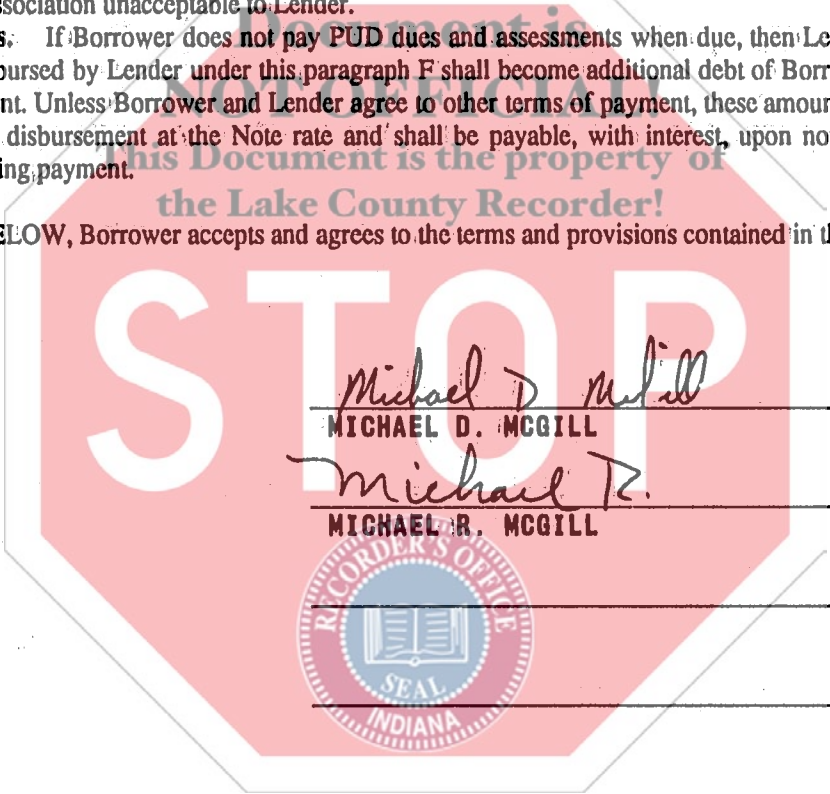 ssociation unacceptable to Lender.
Document is
s. If Borrower does not pay PUD dues and assessments when due, then Le
NOT OFFICIAL!
bursed by Lender under this paragraph F shall become additional debt of Borr
nt. Unless Borrower and Lender agree to other terms of payment, these amour
disbursement at the Note rate and shall be payable, with interest, upon no
This Document is the property of
ing payment.
the Lake County Recorder!
ELOW, Borrower accepts and agrees to the terms and provisions contained in t
STOP
Michael D McGill
MICHAEL D. MCGILL
Michael R.
MICHAEL R. MCGILL
RECORDER'S OFFICE
SEAL
INDIANA